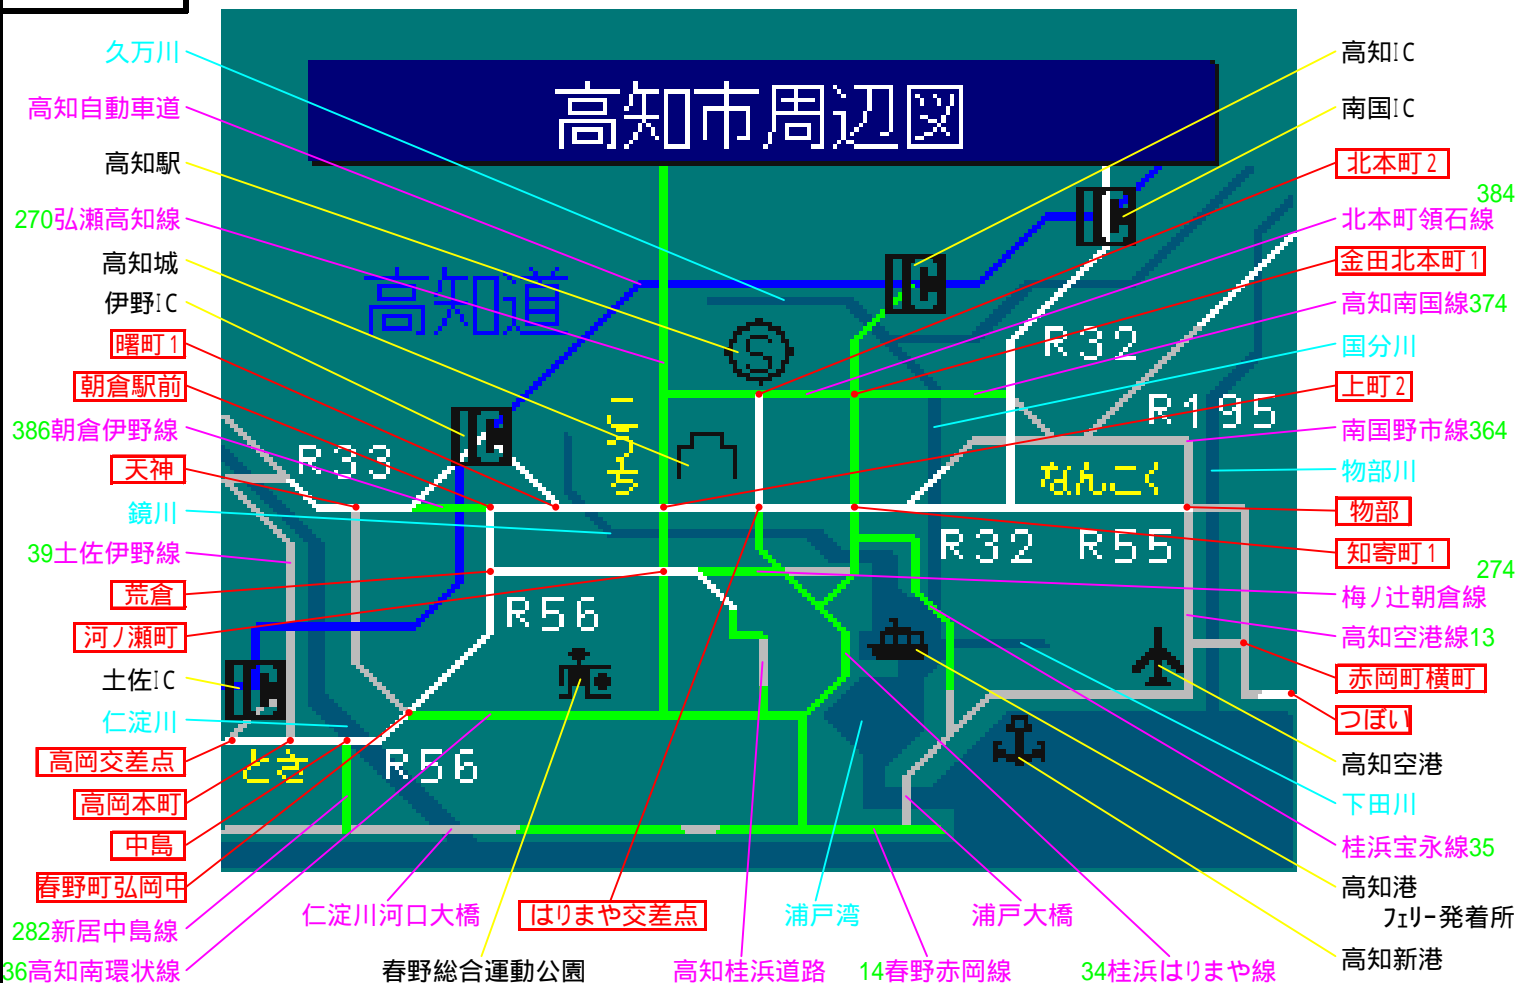 高知市周辺図
久万川
高知自動車道
高知駅
270弘瀬高知線
高知城
伊野IC
曙町1
朝倉駅前
386朝倉伊野線
天神
鏡川
39土佐伊野線
荒倉
河ノ瀬町
土佐IC
仁淀川
高岡交差点
高岡本町
中島
春野町弘岡中
282新居中島線
36高知南環状線
高知道
IC
IC
IC
IC
S
こうち
なんこく
とさ
R33
R32
R195
R32
R55
R56
R56
高知IC
南国IC
北本町2
384
北本町領石線
金田北本町1
高知南国線374
国分川
上町2
南国野市線364
物部川
物部
知寄町1
274
梅ノ辻朝倉線
高知空港線13
赤岡町横町
つぼい
高知空港
下田川
桂浜宝永線35
高知港
フェリー発着所
高知新港
仁淀川河口大橋
はりまや交差点
浦戸湾
浦戸大橋
春野総合運動公園
高知桂浜道路
14春野赤岡線
34桂浜はりまや線